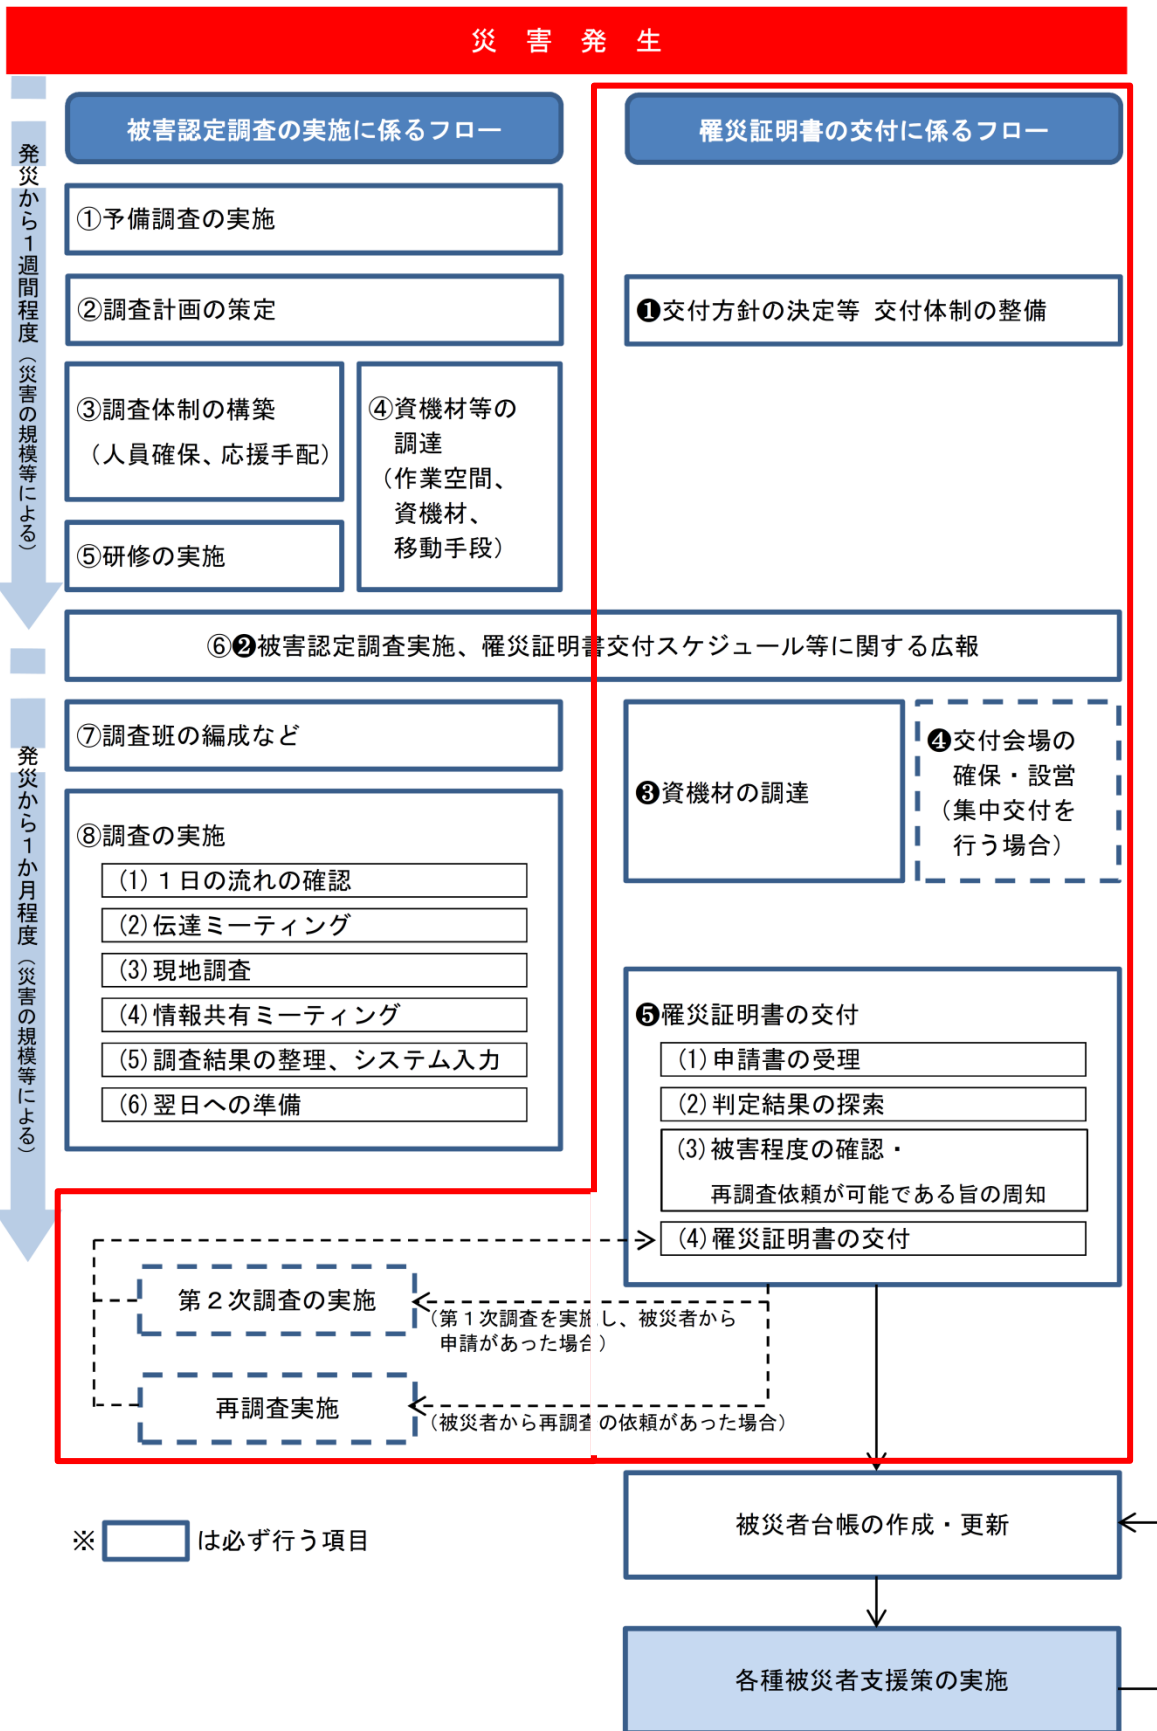 災 害 発 生
発災から1週間程度（災害の規模等による）
被害認定調査の実施に係るフロー
①予備調査の実施
②調査計画の策定
③調査体制の構築
（人員確保、応援手配）
④資機材等の
調達
（作業空間、
資機材、
移動手段）
⑤研修の実施
罹災証明書の交付に係るフロー
❶交付方針の決定等 交付体制の整備
⑥❷被害認定調査実施、罹災証明書交付スケジュール等に関する広報
発災から1か月程度（災害の規模等による）
⑦調査班の編成など
⑧調査の実施
(1)１日の流れの確認
(2)伝達ミーティング
(3)現地調査
(4)情報共有ミーティング
(5)調査結果の整理、システム入力
(6)翌日への準備
❸資機材の調達
❹交付会場の
確保・設営
（集中交付を
行う場合）
❺罹災証明書の交付
(1)申請書の受理
(2)判定結果の探索
(3)被害程度の確認・
再調査依頼が可能である旨の周知
(4)罹災証明書の交付
第２次調査の実施
（第１次調査を実施し、被災者から
申請があった場合）
再調査実施
（被災者から再調査の依頼があった場合）
※ は必ず行う項目
被災者台帳の作成・更新
各種被災者支援策の実施